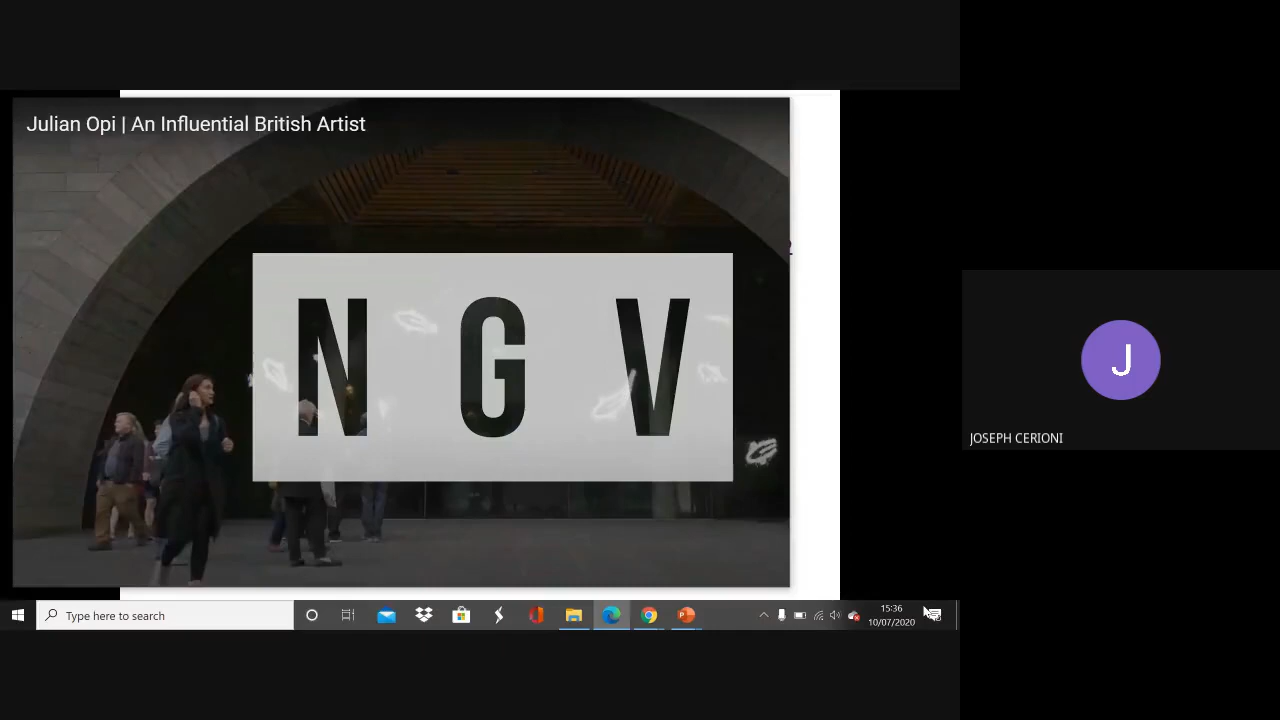 Julian Opi | An Influential British Artist
N G V
J
JOSEPH CERIONI
Type here to search
15:36
10/07/2020